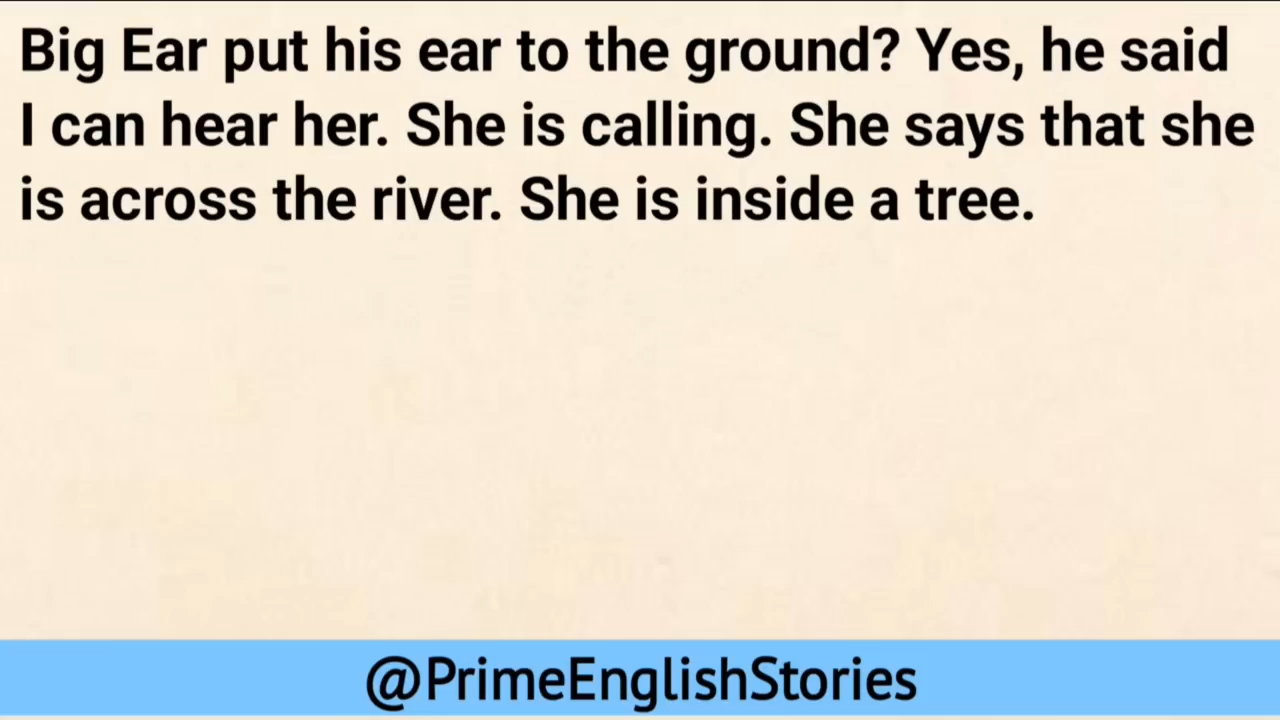 Big Ear put his ear to the ground? Yes, he said
I can hear her. She is calling. She says that she
is across the river. She is inside a tree.
@PrimeEnglishStories